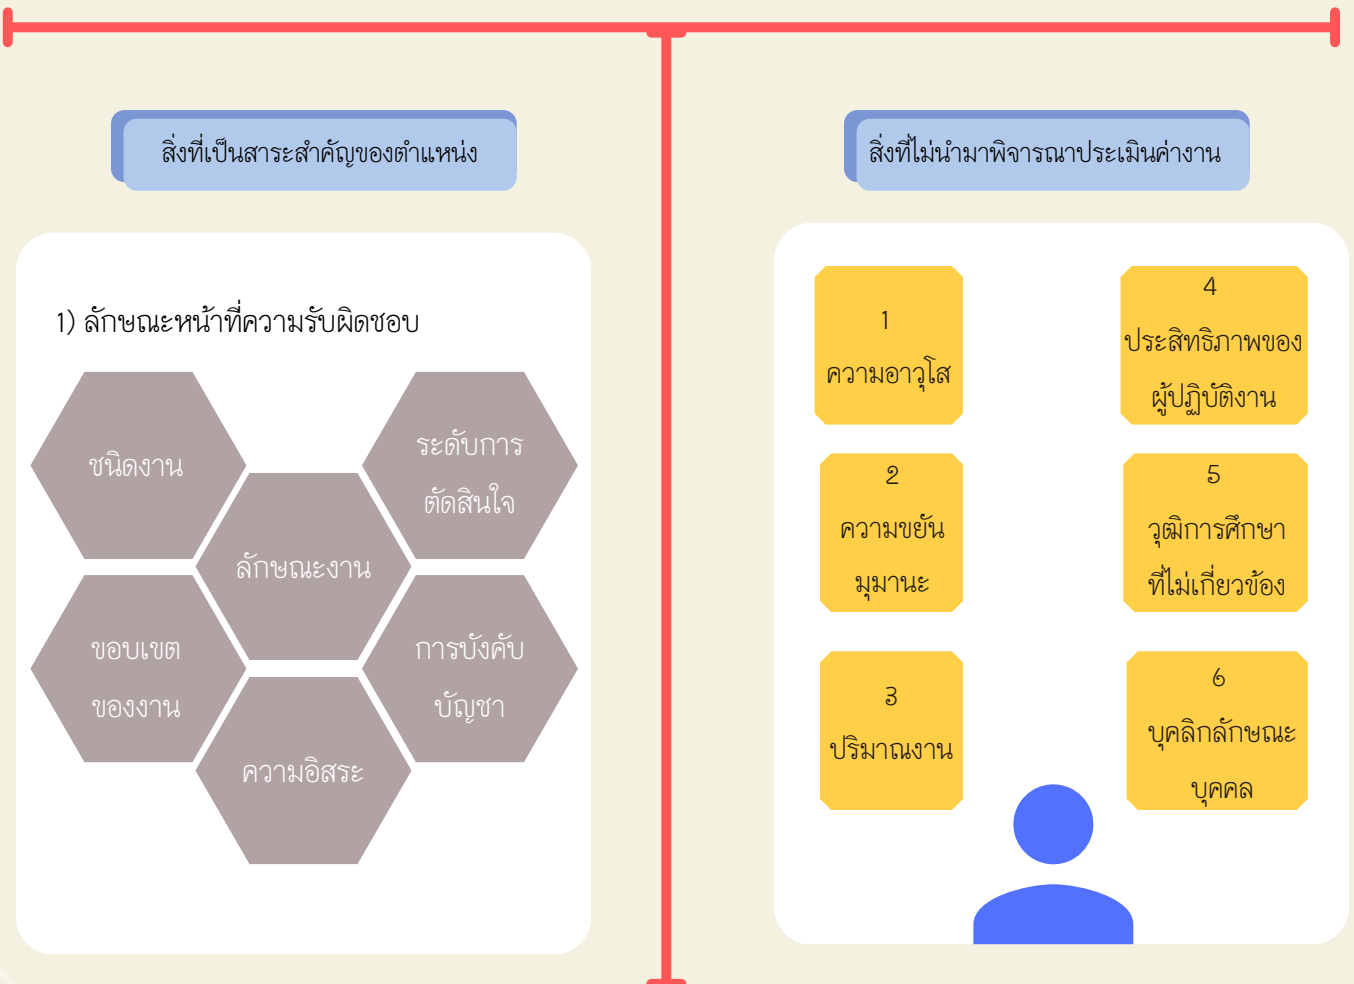 สิ่งที่เป็นสาระสำคัญของตำแหน่ง
1) ลักษณะหน้าที่ความรับผิดชอบ
ชนิดงาน
ระดับการ
ตัดสินใจ
ลักษณะงาน
ขอบเขต
ของงาน
การบังคับ
บัญชา
ความอิสระ
สิ่งที่ไม่นำมาพิจารณาประเมินค่างาน
1
ความอาวุโส
2
ความขยัน
มุมานะ
3
ปริมาณงาน
4
ประสิทธิภาพของ
ผู้ปฏิบัติงาน
5
วุฒิการศึกษา
ที่ไม่เกี่ยวข้อง
6
บุคลิกลักษณะ
บุคคล